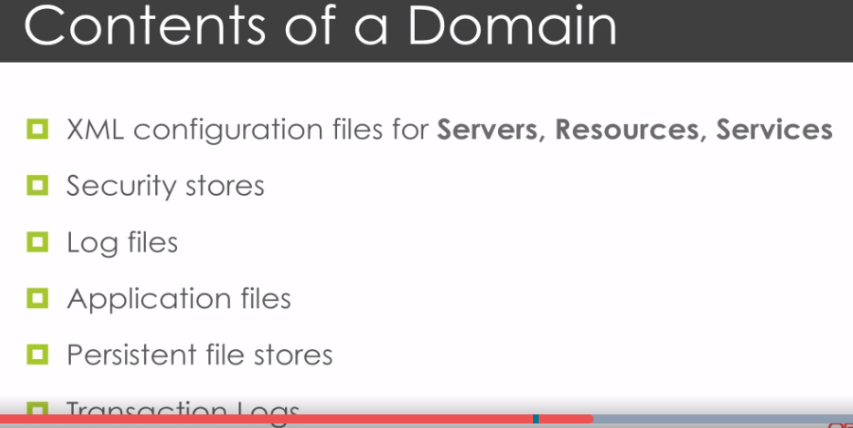 Contents of a Domain
XML configuration files for Servers, Resources, Services
Security stores
Log files
Application files
Persistent file stores
Transaction Logs